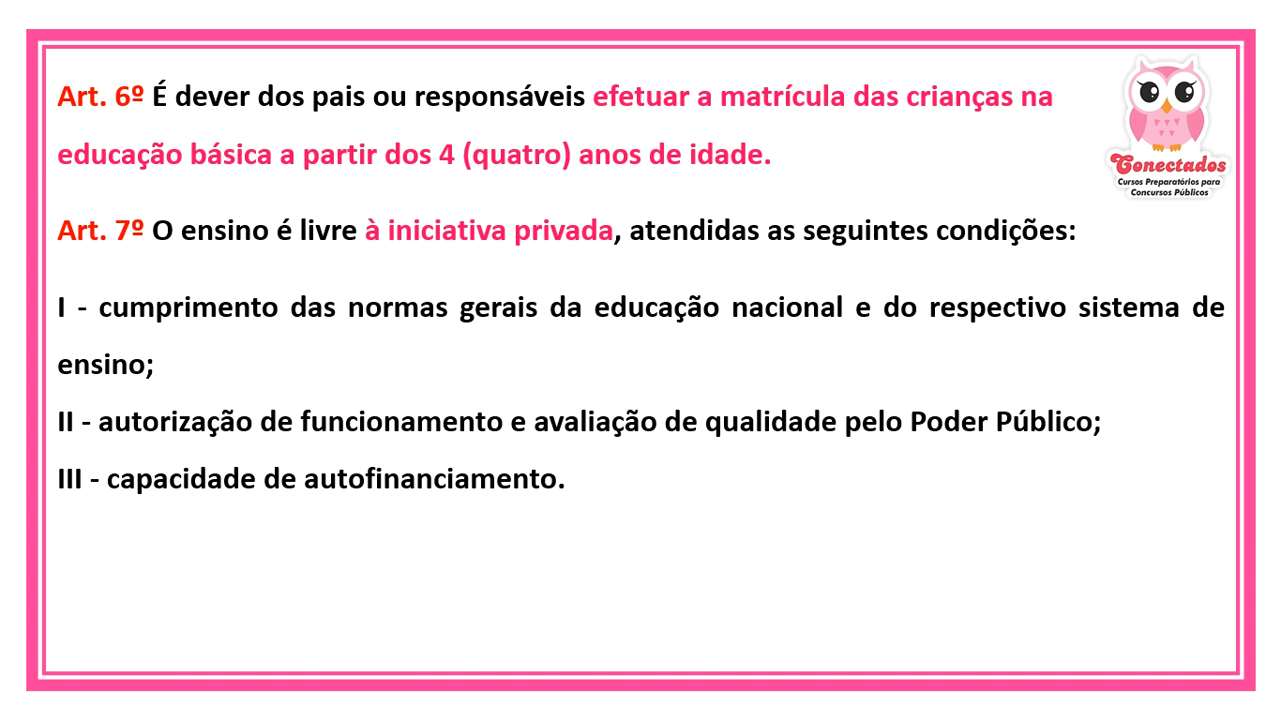 Art. 6º É dever dos pais ou responsáveis efetuar a matrícula das crianças na
educação básica a partir dos 4 (quatro) anos de idade.
Conectados
Cursos Preparatórios para
Concursos Públicos
Art. 7º O ensino é livre à iniciativa privada, atendidas as seguintes condições:
I - cumprimento das normas gerais da educação nacional e do respectivo sistema de
ensino;
II - autorização de funcionamento e avaliação de qualidade pelo Poder Público;
III - capacidade de autofinanciamento.